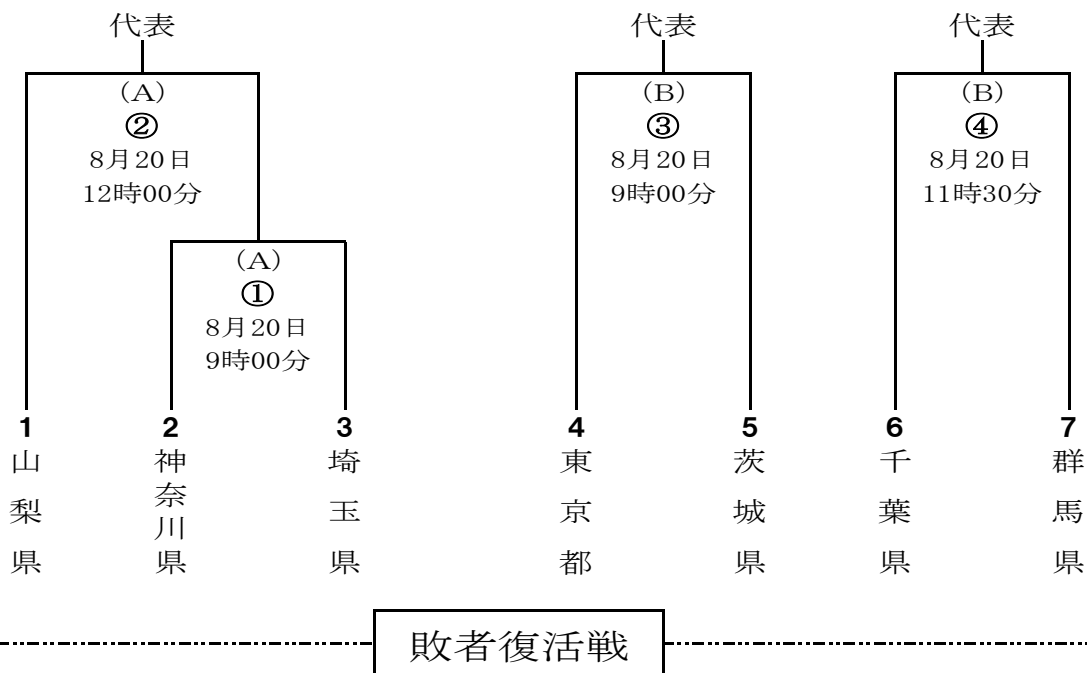 代表 代表 代表
(A) (B) (B)
② ③ ④
8月20日 8月20日 8月20日
12時00分 9時00分 11時30分
(A)
①
8月20日
9時00分
1 2 3 4 5 6 7
山梨県
神奈川県
埼玉県
東京都
茨城県
千葉県
群馬県
敗者復活戦